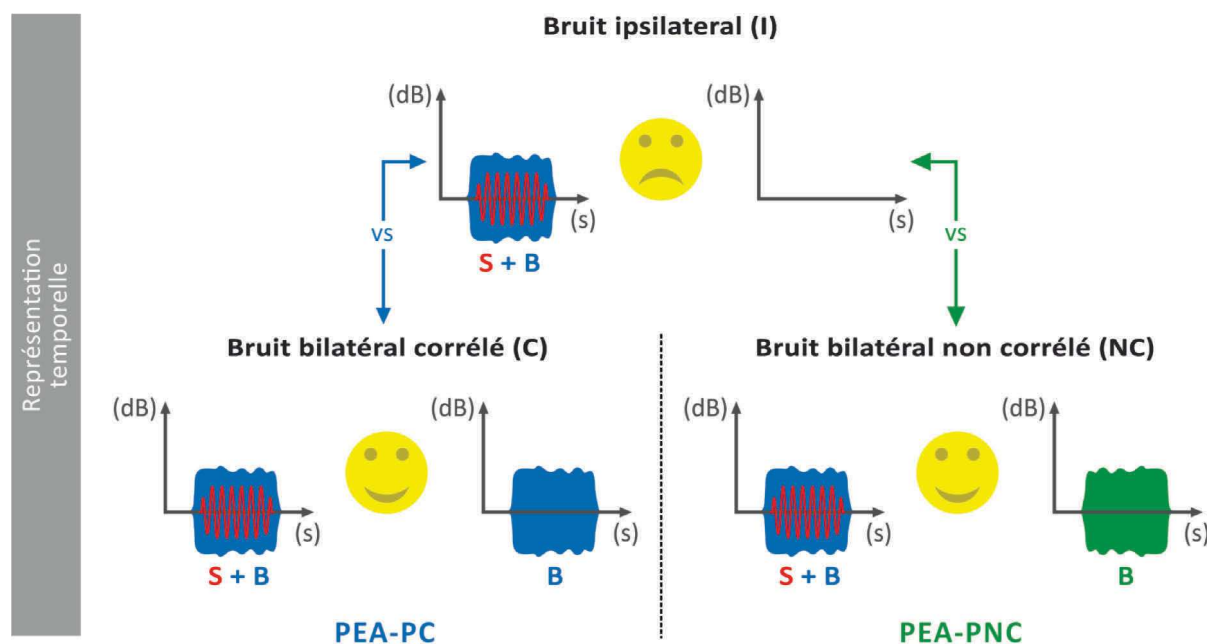 Représentation
temporelle
Bruit ipsilateral (I)
(dB)
(s)
S + B
(dB)
(s)
vs
vs
Bruit bilatéral corrélé (C)
(dB)
(s)
S + B
(dB)
(s)
B
PEA-PC
Bruit bilatéral non corrélé (NC)
(dB)
(s)
S + B
(dB)
(s)
B
PEA-PNC